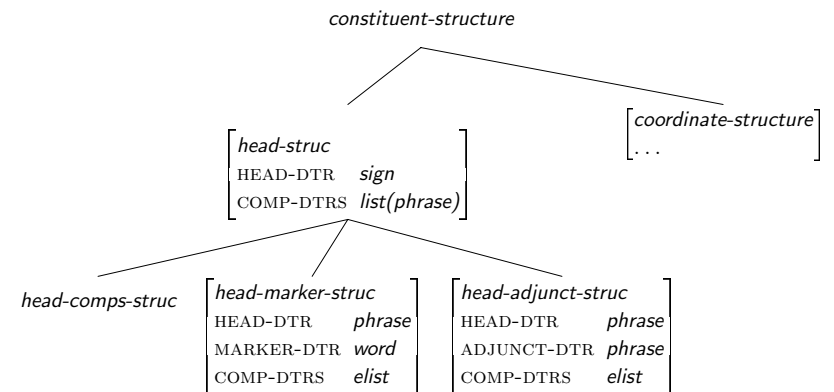 constituent-structure
head-struc
HEAD-DTR sign
COMP-DTRS list(phrase)
coordinate-structure
...
head-comps-struc
head-marker-struc
HEAD-DTR phrase
MARKER-DTR word
COMP-DTRS elist
head-adjunct-struc
HEAD-DTR phrase
ADJUNCT-DTR phrase
COMP-DTRS elist